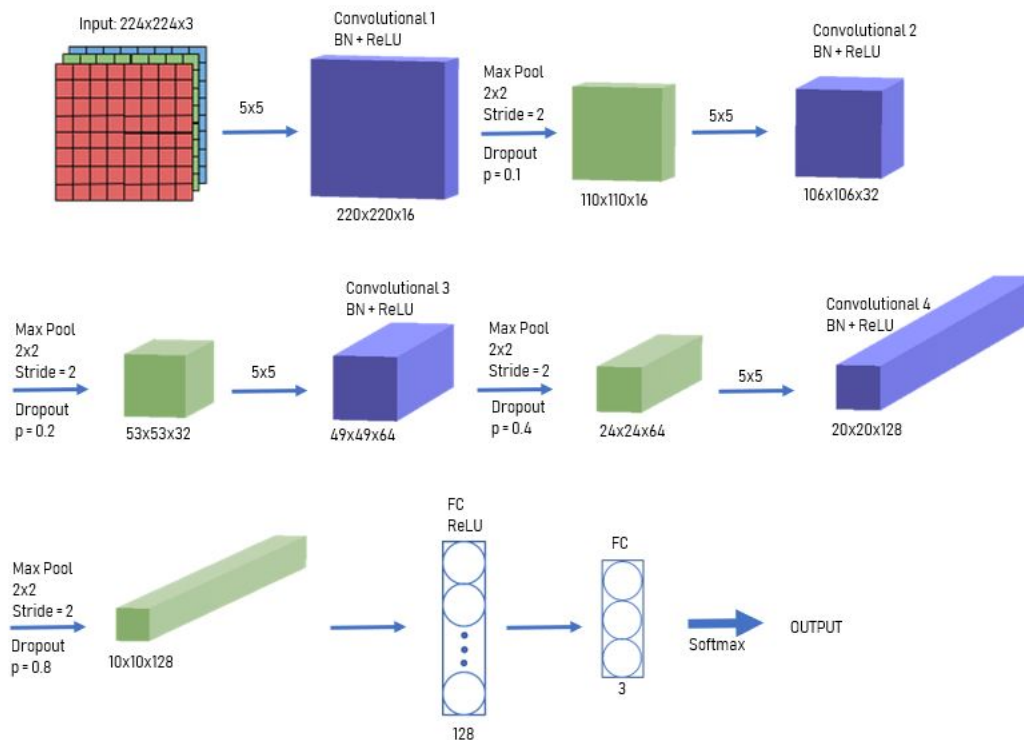 Input: 224x224x3
5x5
Convolutional 1
BN + ReLU
220x220x16
Max Pool
2x2
Stride = 2
Dropout
p = 0.1
110x110x16
5x5
Convolutional 2
BN + ReLU
106x106x32
Max Pool
2x2
Stride = 2
Dropout
p = 0.2
53x53x32
5x5
Convolutional 3
BN + ReLU
49x49x64
Max Pool
2x2
Stride = 2
Dropout
p = 0.4
24x24x64
5x5
Convolutional 4
BN + ReLU
20x20x128
Max Pool
2x2
Stride = 2
Dropout
p = 0.8
10x10x128
FC
ReLU
128
FC
3
Softmax
OUTPUT